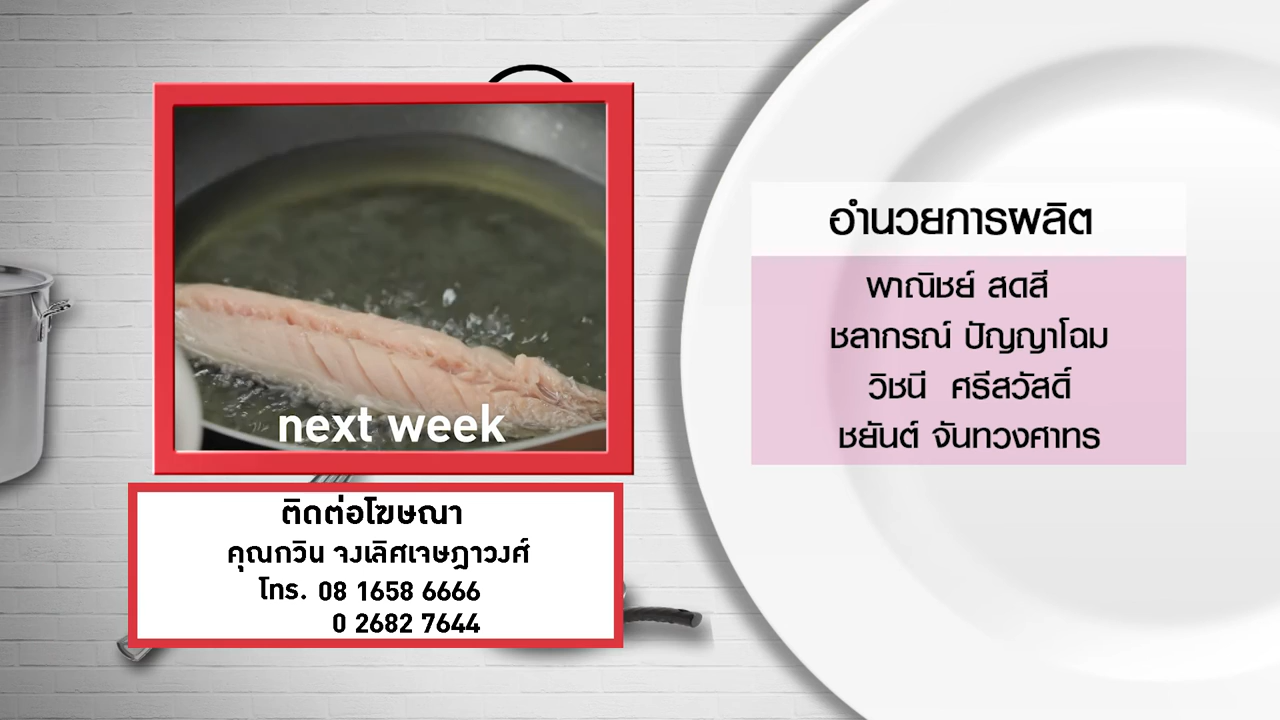 next week
ติดต่อโฆษณา
คุณกวิน จงเลิศเจษฎาวงศ์
โทร. 08 1658 6666
0 2682 7644
อำนวยการผลิต
พาณิชย์ สดสี
ชลากรณ์ ปัญญาโฉม
วิชนี ศรีสวัสดิ์
ชยันต์ จันทวงศาทร